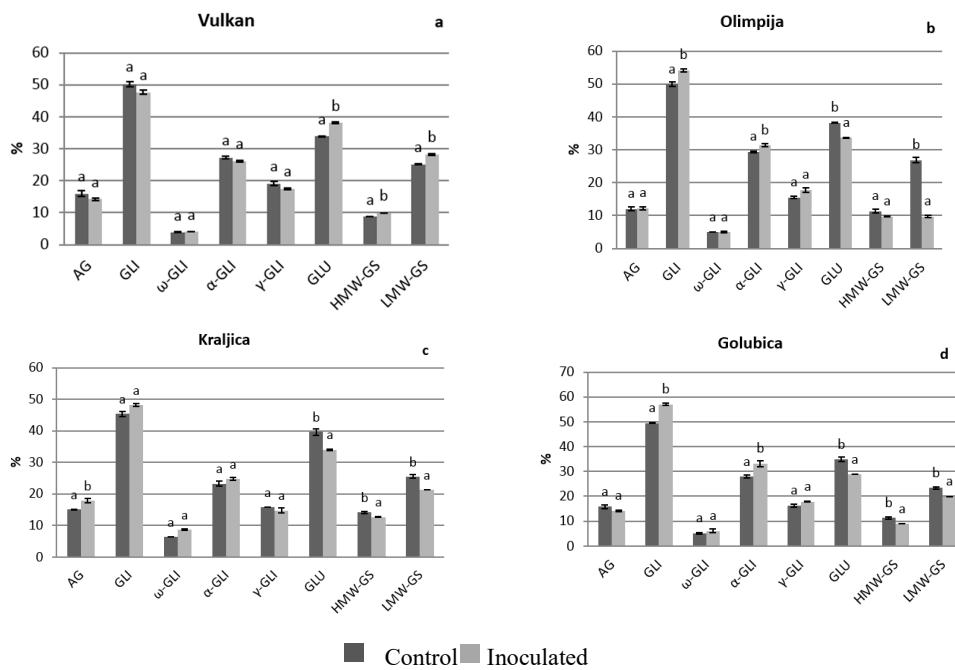 Vulkan
a
60
50
40
30
20
10
0
%
a a a a a a a a a a a b a b a b
AG GLI ω-GLI α-GLI γ-GLI GLU HMW-GS LMW-GS
Olimpija
b
60
50
40
30
20
10
0
%
a a a b a a a b a a b a a a b a
AG GLI ω-GLI α-GLI γ-GLI GLU HMW-GS LMW-GS
Kraljica
c
60
50
40
30
20
10
0
%
a b a a a a a a a a b a b a b a
AG GLI ω-GLI α-GLI γ-GLI GLU HMW-GS LMW-GS
Golubica
d
70
60
50
40
30
20
10
0
%
a a a b a a a b a a b a b a b a
AG GLI ω-GLI α-GLI γ-GLI GLU HMW-GS LMW-GS
Control Inoculated